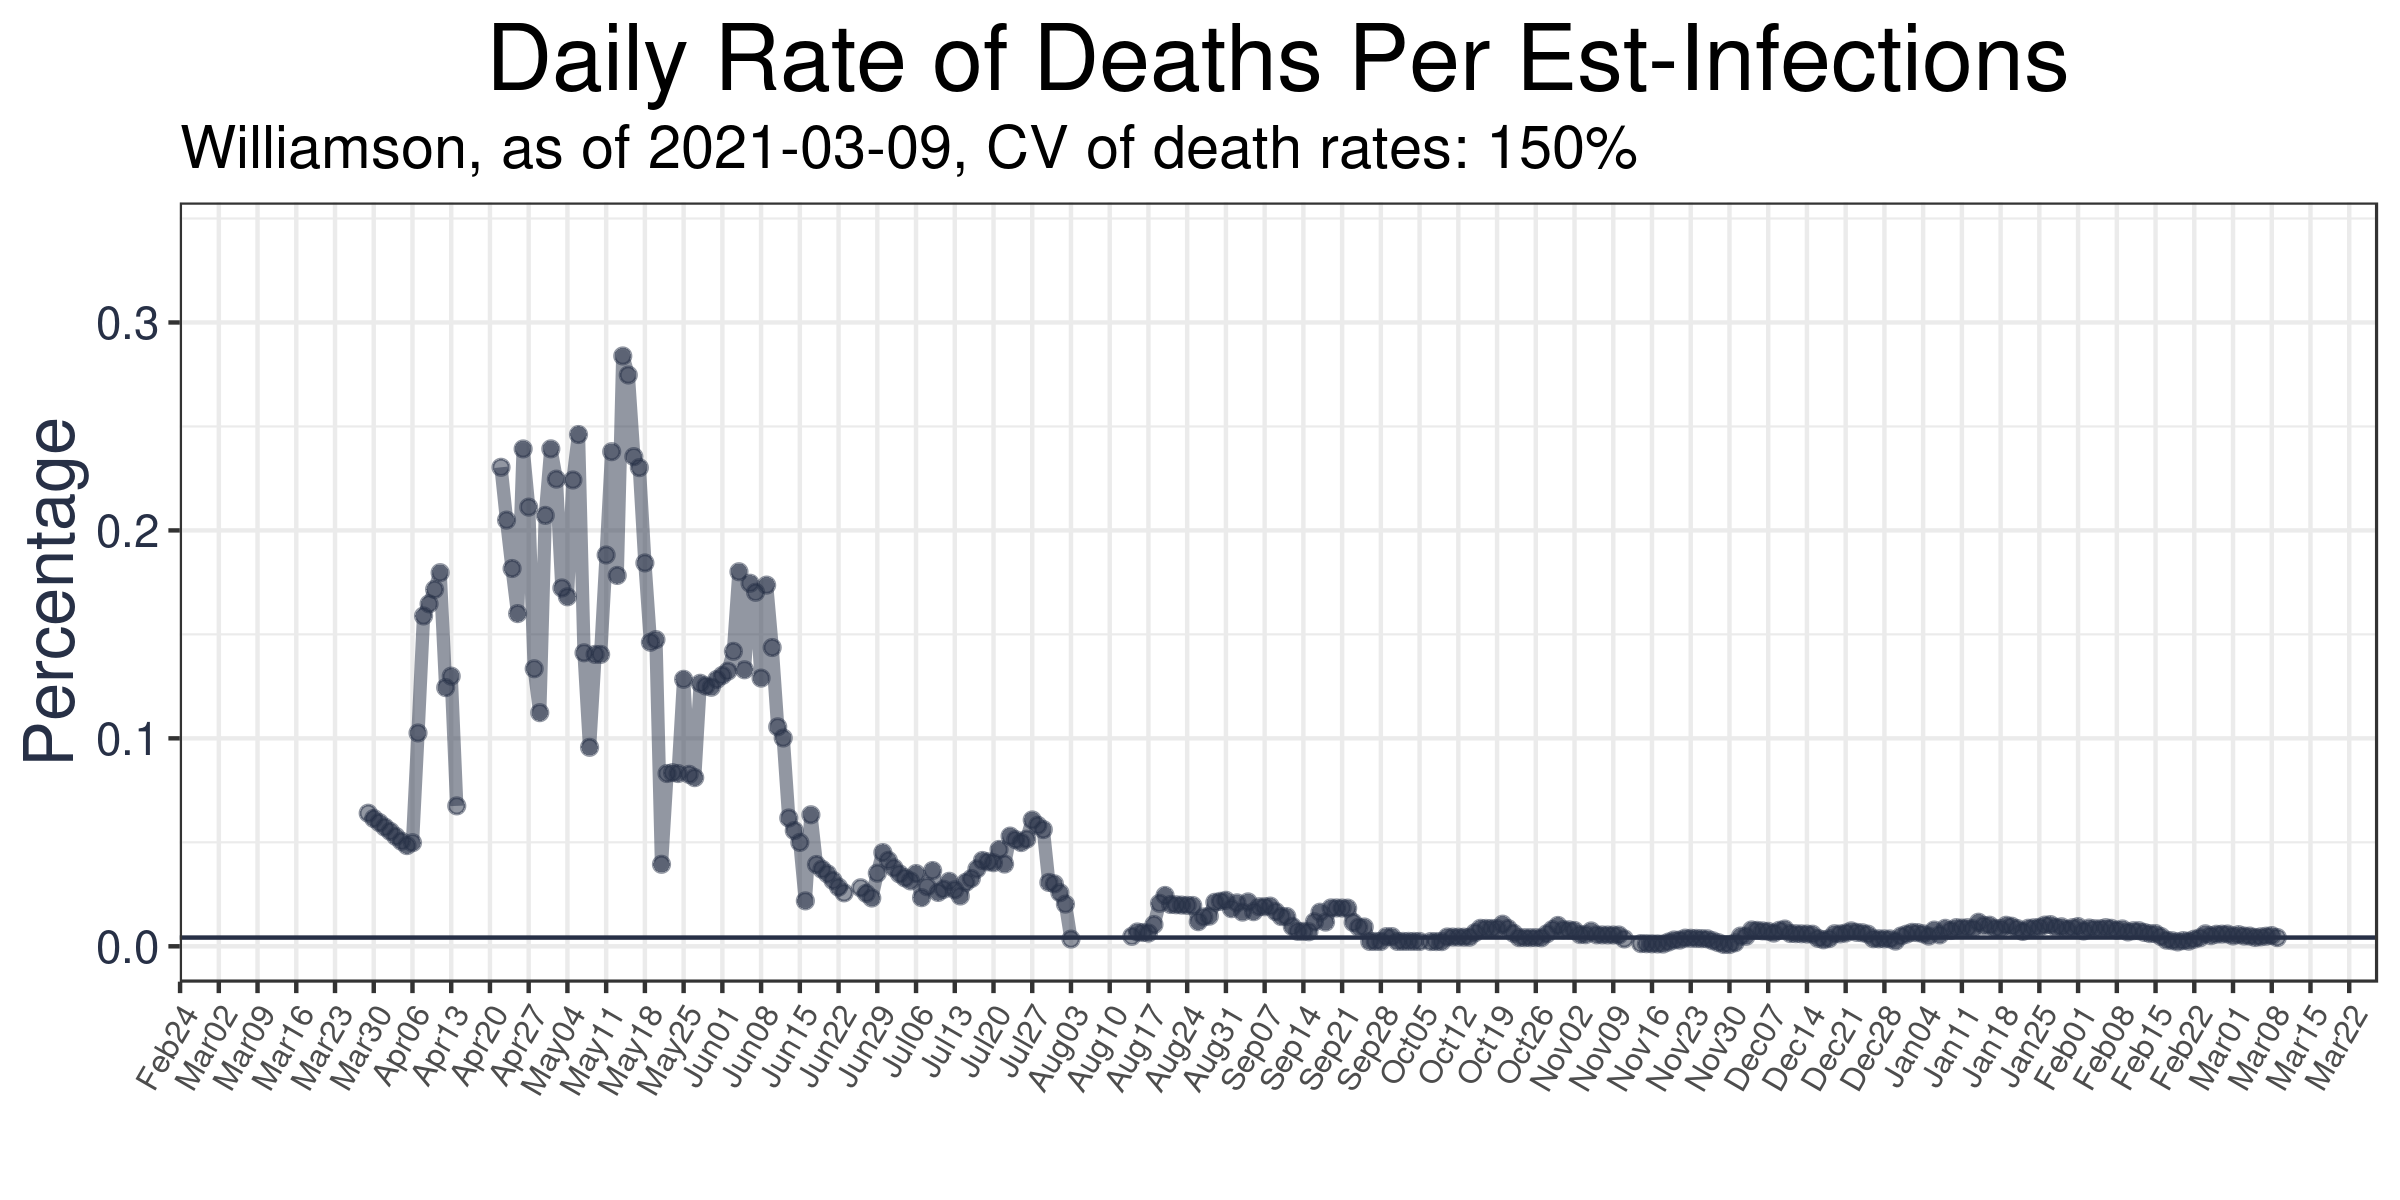 Daily Rate of Deaths Per Est-Infections
Williamson, as of 2021-03-09, CV of death rates: 150%
Percentage
0.3
0.2
0.1
0.0
Feb24
Mar02
Mar09
Mar16
Mar23
Mar30
Apr06
Apr13
Apr20
Apr27
May04
May11
May18
May25
Jun01
Jun08
Jun15
Jun22
Jun29
Jul06
Jul13
Jul20
Jul27
Aug03
Aug10
Aug17
Aug24
Aug31
Sep07
Sep14
Sep21
Sep28
Oct05
Oct12
Oct19
Oct26
Nov02
Nov09
Nov16
Nov23
Nov30
Dec07
Dec14
Dec21
Dec28
Jan04
Jan11
Jan18
Jan25
Feb01
Feb08
Feb15
Feb22
Mar01
Mar08
Mar15
Mar22